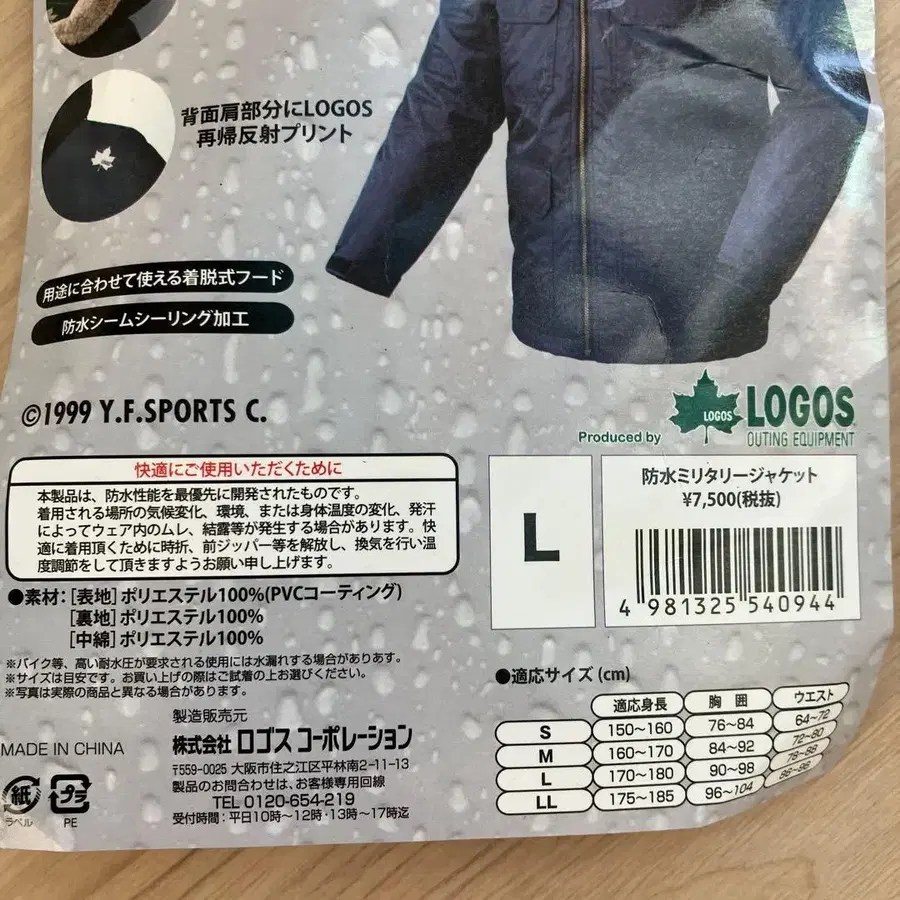 背面肩部分にLOGOS
再帰反射プリント
用途に合わせて使える着脱式フード
防水シームシーリング加工
©1999 Y.F.SPORTS C.
Produced by
LOGOS
LOGOS
OUTING EQUIPMENT
快適にご使用いただくために
本製品は、防水性能を最優先に開発されたものです。
着用される場所の気候変化、環境、または身体温度の変化、発汗
によってウェア内のムレ、結露等が発生する場合があります。快
適に着用頂くために時折、前ジッパー等を解放し、換気を行い温
度調節をして頂きますようお願い申し上げます。
L
防水ミリタリージャケット
¥7,500(税抜)
4 981325 540944
●素材:[表地]ポリエステル100%(PVCコーティング)
[裏地]ポリエステル100%
[中綿]ポリエステル100%
※バイク等、高い耐水圧が要求される使用には水漏れする場合があります。
※サイズは目安です。お買い上げの際はご試着の上お選びください。
※写真は実際の商品と異なる場合があります。
製造販売元
株式会社 ロゴス コーポレーション
〒559-0025 大阪市住之江区平林南2-11-13
製品のお問合わせは、お客様専用回線
TEL 0120-654-219
受付時間:平日10時〜12時・13時〜17時迄
MADE IN CHINA
紙
ラベル
プラ
PE
●適応サイズ(cm)
適応身長 胸囲 ウエスト
S 150〜160 76〜84 64〜72
M 160〜170 84〜92 72〜80
L 170〜180 90〜98 78〜86
LL 175〜185 96〜104